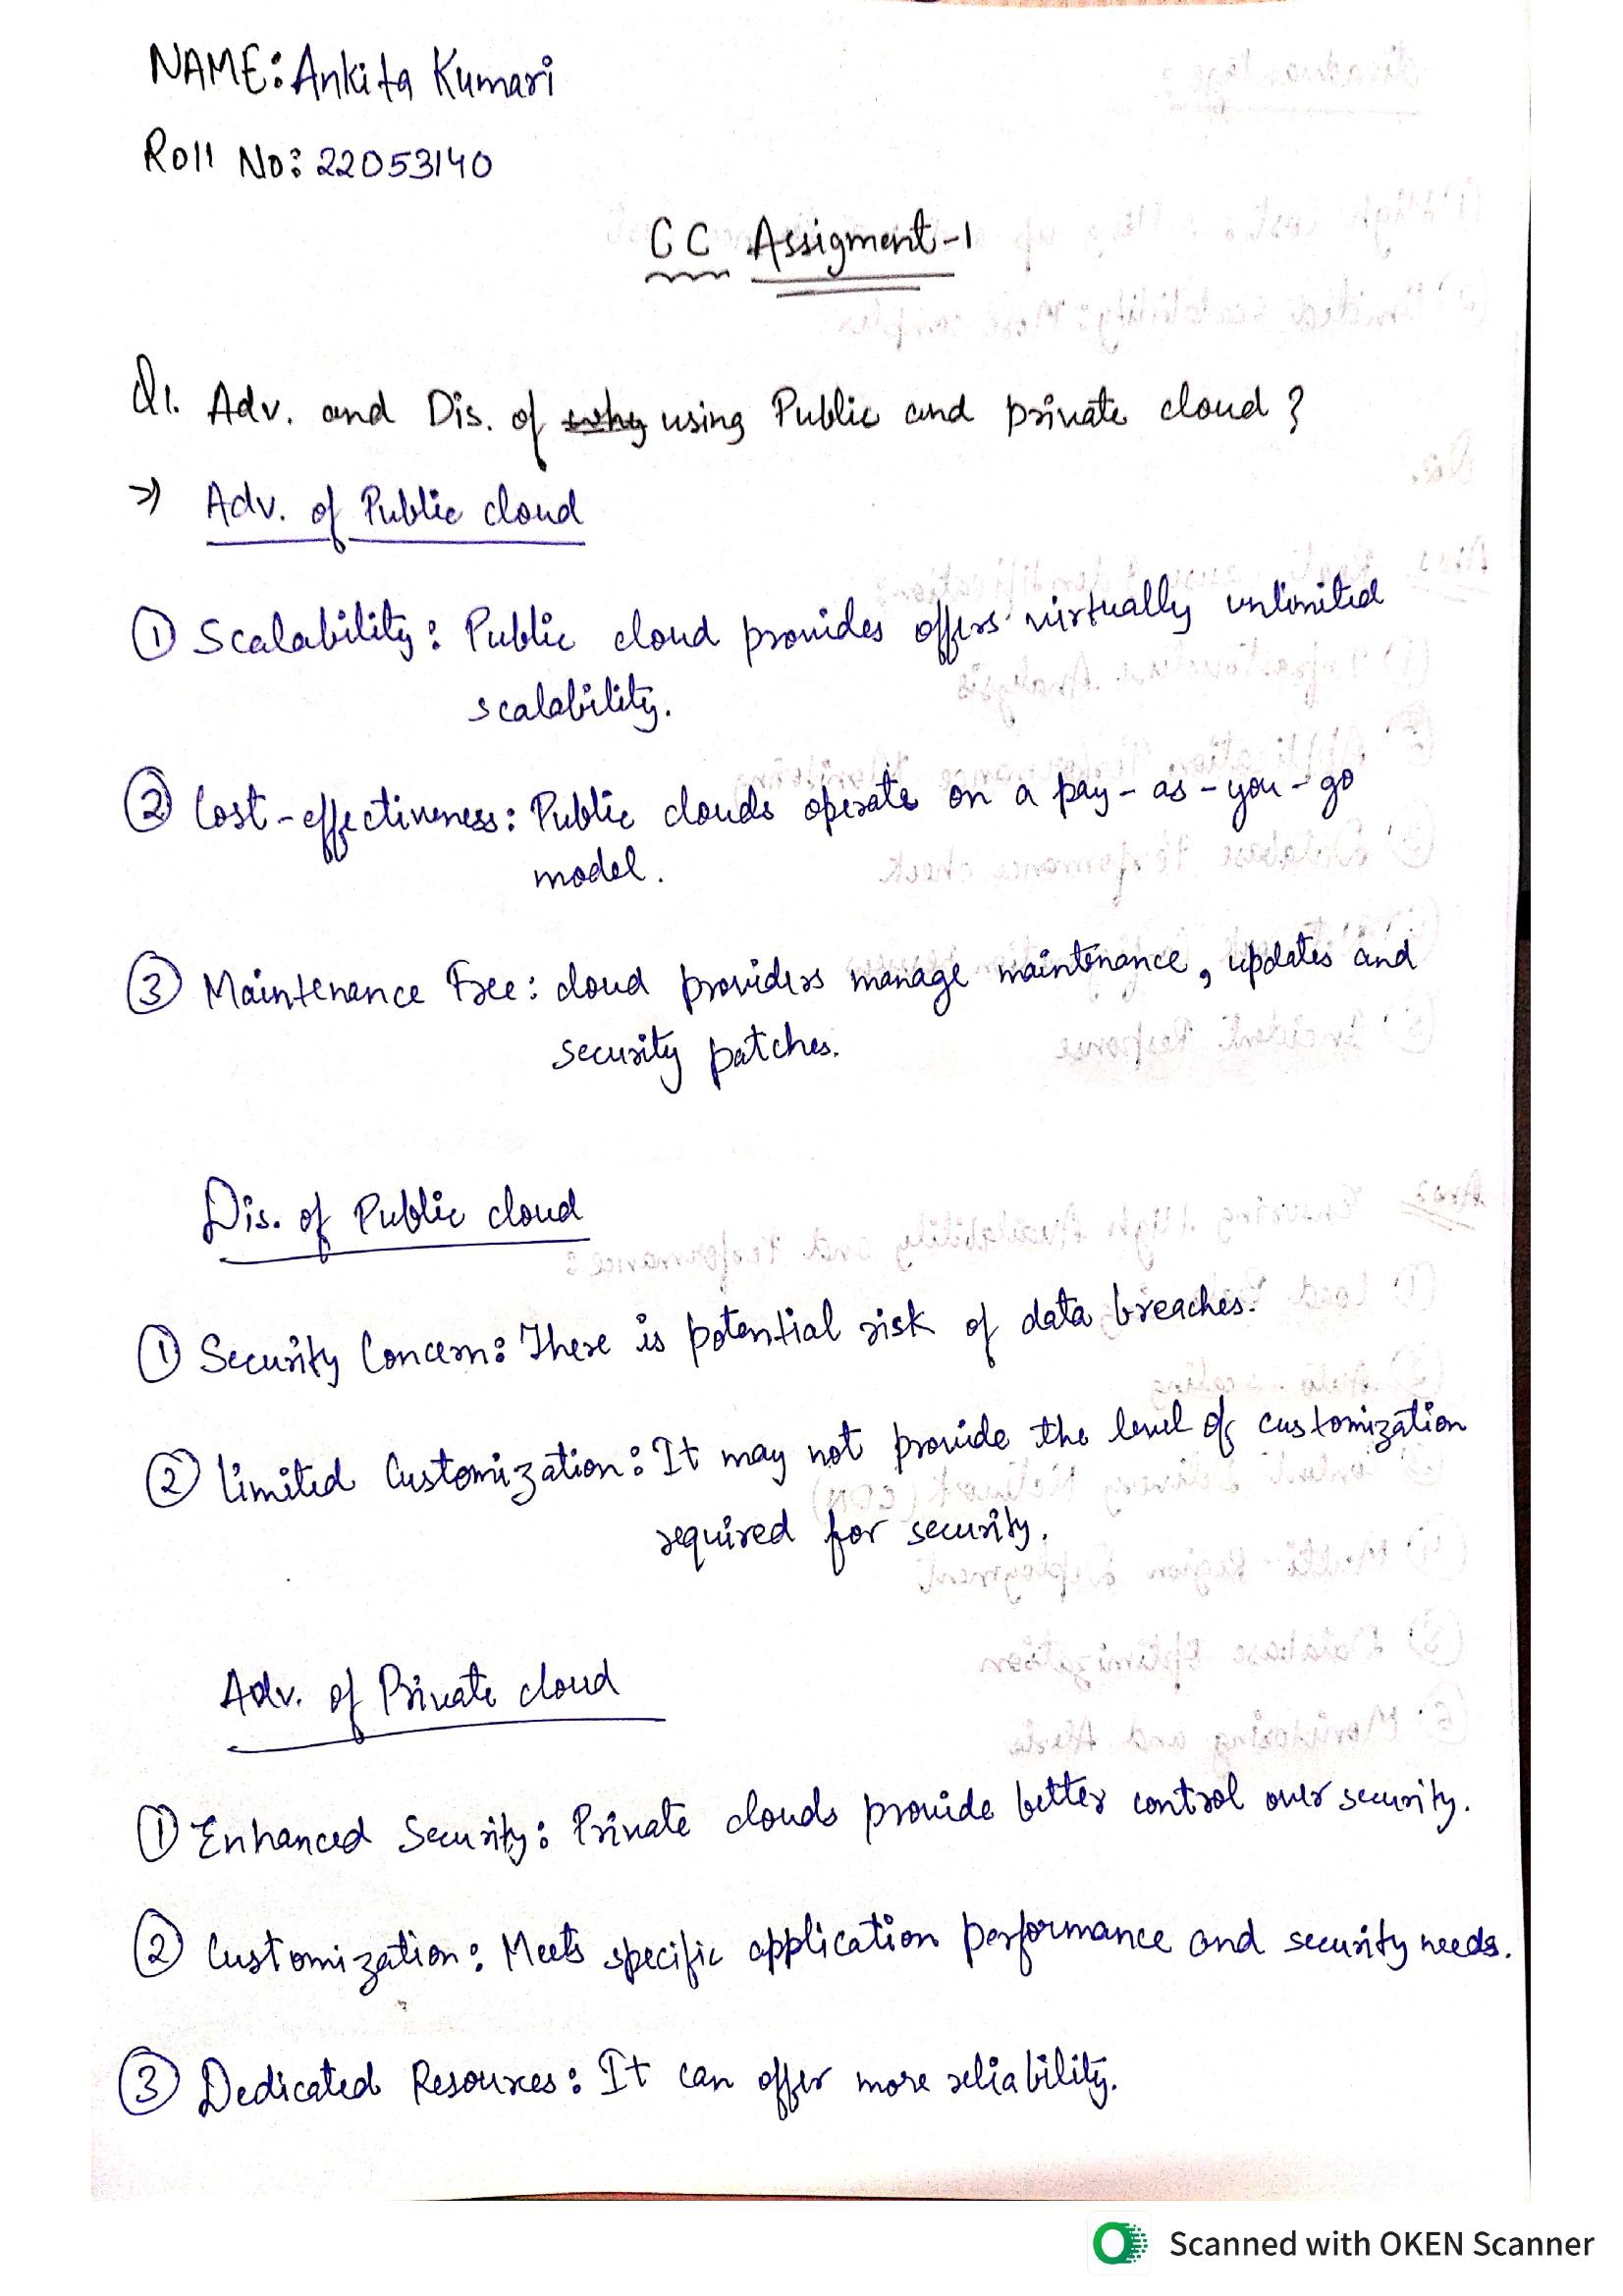 NAME: Ankita Kumari
Roll No: 22053140
CC Assigment-1
Q1. Adv. and Dis. of why using Public and private cloud?
=> Adv. of Public cloud
① Scalability: Public cloud provides offers virtually unlimited
scalability.
② Cost-effectiveness: Public clouds operate on a pay-as-you-go
model.
③ Maintenance Free: cloud providers manage maintenance, updates and
security patches.
Dis. of Public cloud
① Security Concern: There is potential risk of data breaches.
② Limited Customization: It may not provide the level of customization
required for security.
Adv. of Private cloud
① Enhanced Security: Private clouds provide better control over security.
② Customization: Meets specific application performance and security needs.
③ Dedicated Resources: It can offer more reliability.
Scanned with OKEN Scanner